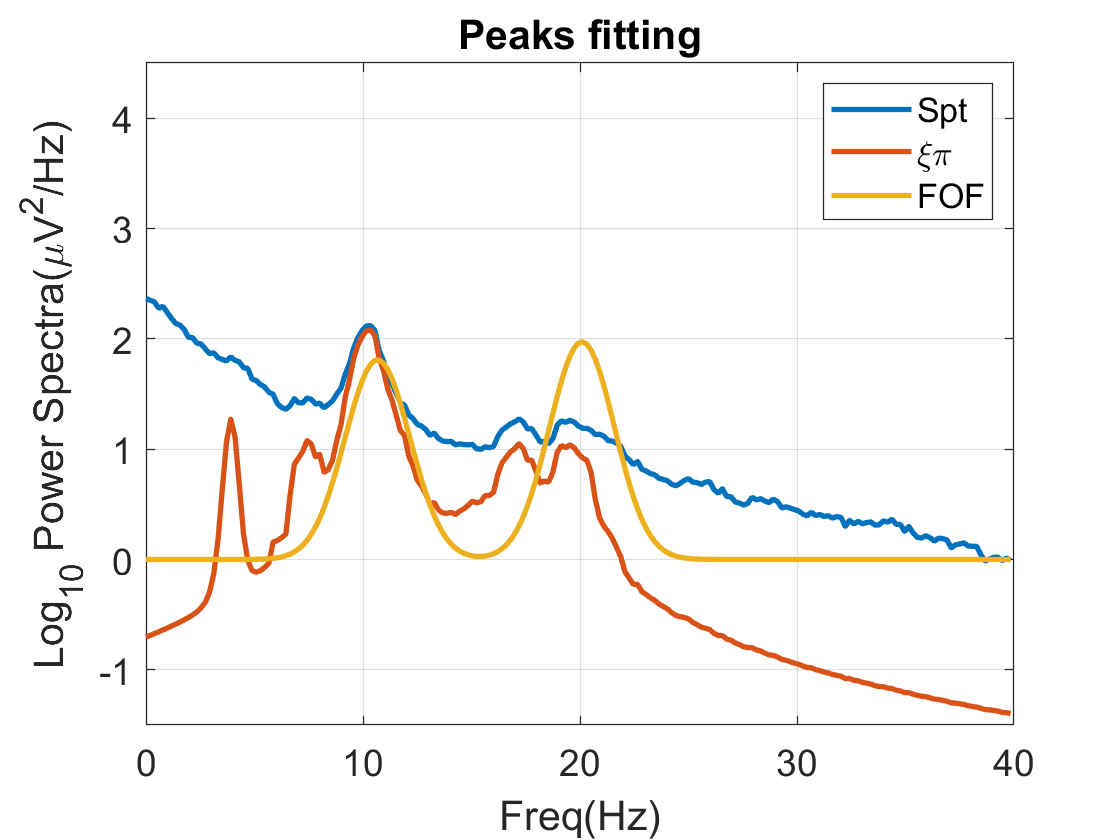 Peaks fitting
Log10 Power Spectra(μV2/Hz)
4
3
2
1
0
-1
Spt
ξπ
FOF
0 10 20 30 40
Freq(Hz)